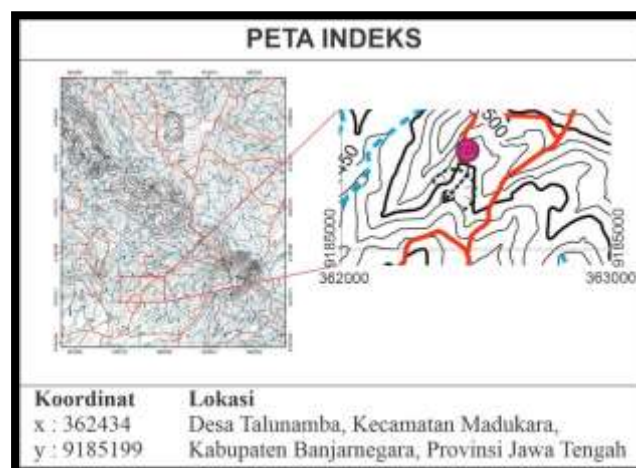 PETA INDEKS
500
450
9185000
9185000
362000
363000
Koordinat
x : 362434
y : 9185199
Lokasi
Desa Talunamba, Kecamatan Madukara,
Kabupaten Banjarnegara, Provinsi Jawa Tengah